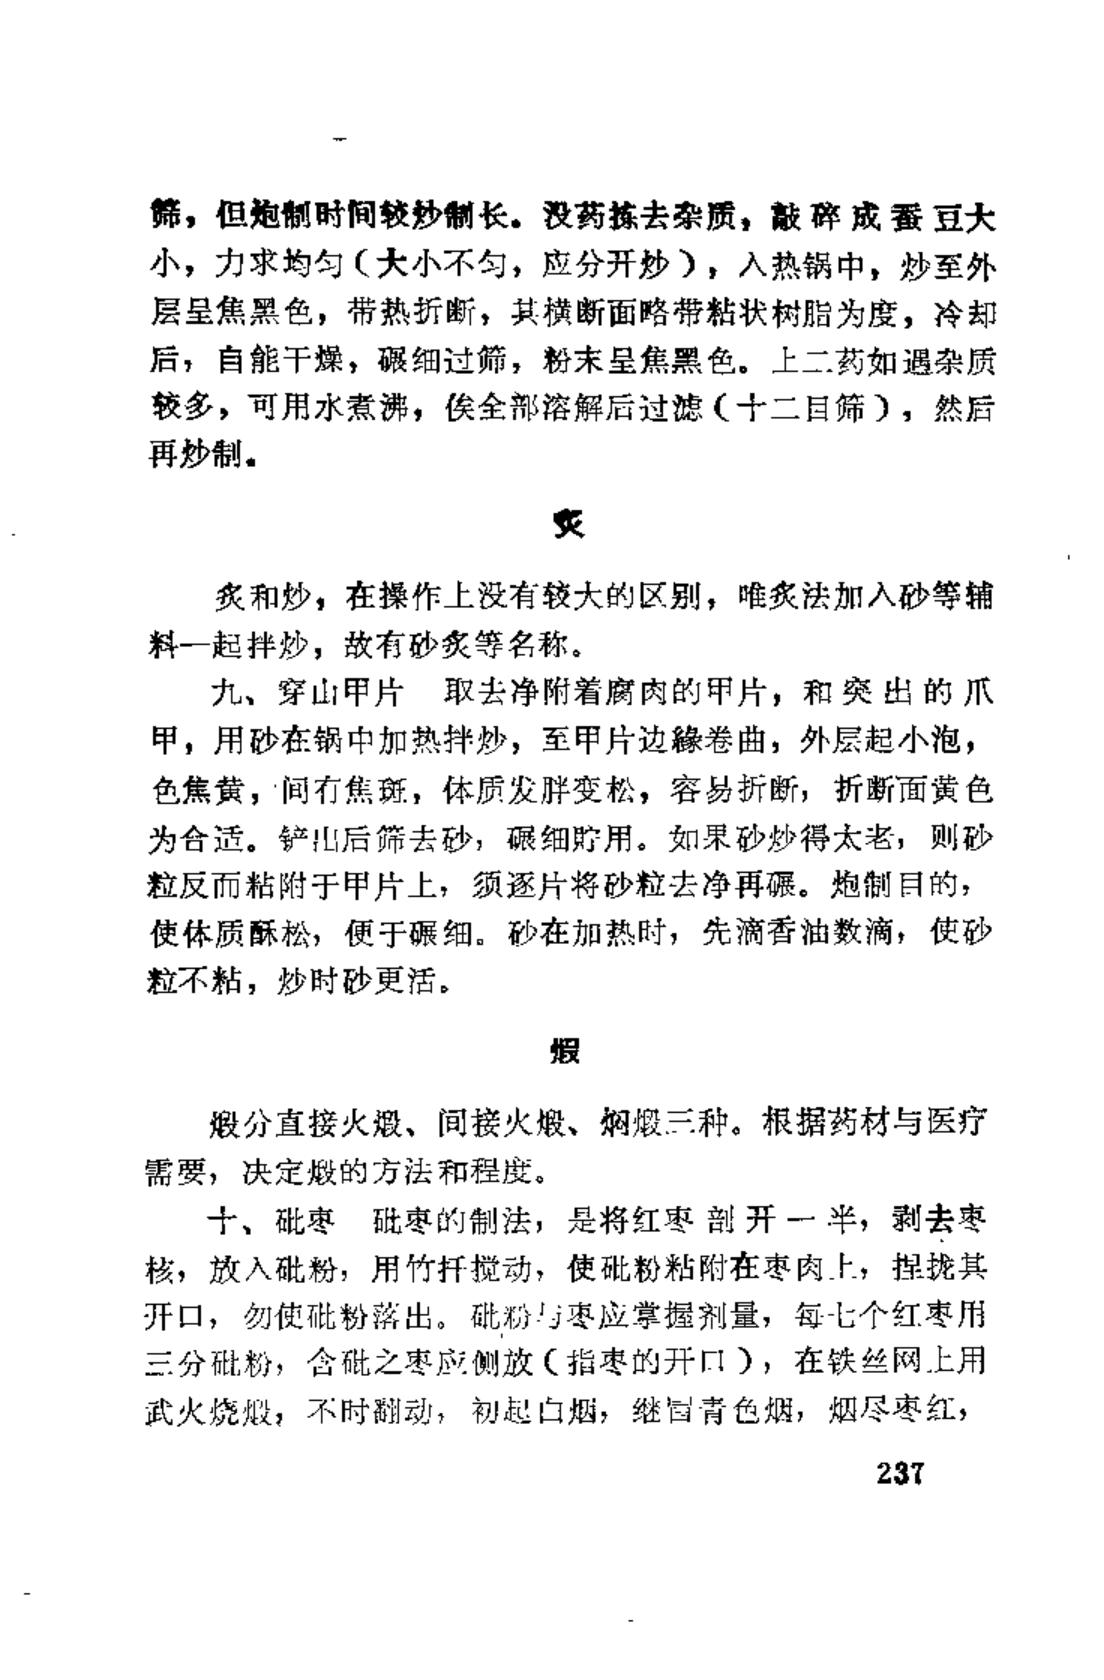 筛，但炮制时间较炒制长。没药拣去杂质，敲碎成蚕豆大
小，力求均匀（大小不匀，应分开炒），入热锅中，炒至外
层呈焦黑色，带热折断，其横断面略带粘状树脂为度，冷却
后，自能干燥，碾细过筛，粉末呈焦黑色。上二药如遇杂质
较多，可用水煮沸，俟全部溶解后过滤（十二目筛），然后
再炒制。
炙
炙和炒，在操作上没有较大的区别，唯炙法加入砂等辅
料一起拌炒，故有砂炙等名称。
九、穿山甲片　取去净附着腐肉的甲片，和突出的爪
甲，用砂在锅中加热拌炒，至甲片边緣卷曲，外层起小泡，
色焦黄，间有焦斑，体质发胖变松，容易折断，折断面黄色
为合适。铲出后筛去砂，碾细貯用。如果砂炒得太老，则砂
粒反而粘附于甲片上，须逐片将砂粒去净再碾。炮制目的，
使体质酥松，便于碾细。砂在加热时，先滴香油数滴，使砂
粒不粘，炒时砂更活。
煅
煅分直接火煅、间接火煅、焖煅三种。根据药材与医疗
需要，决定煅的方法和程度。
十、砒枣　砒枣的制法，是将红枣剖开一半，剥去枣
核，放入砒粉，用竹扦搅动，使砒粉粘附在枣肉上，捏拢其
开口，勿使砒粉落出。砒粉与枣应掌握剂量，每七个红枣用
三分砒粉，含砒之枣应侧放（指枣的开口），在铁丝网上用
武火烧煅，不时翻动，初起白烟，继冒青色烟，烟尽枣红，
237